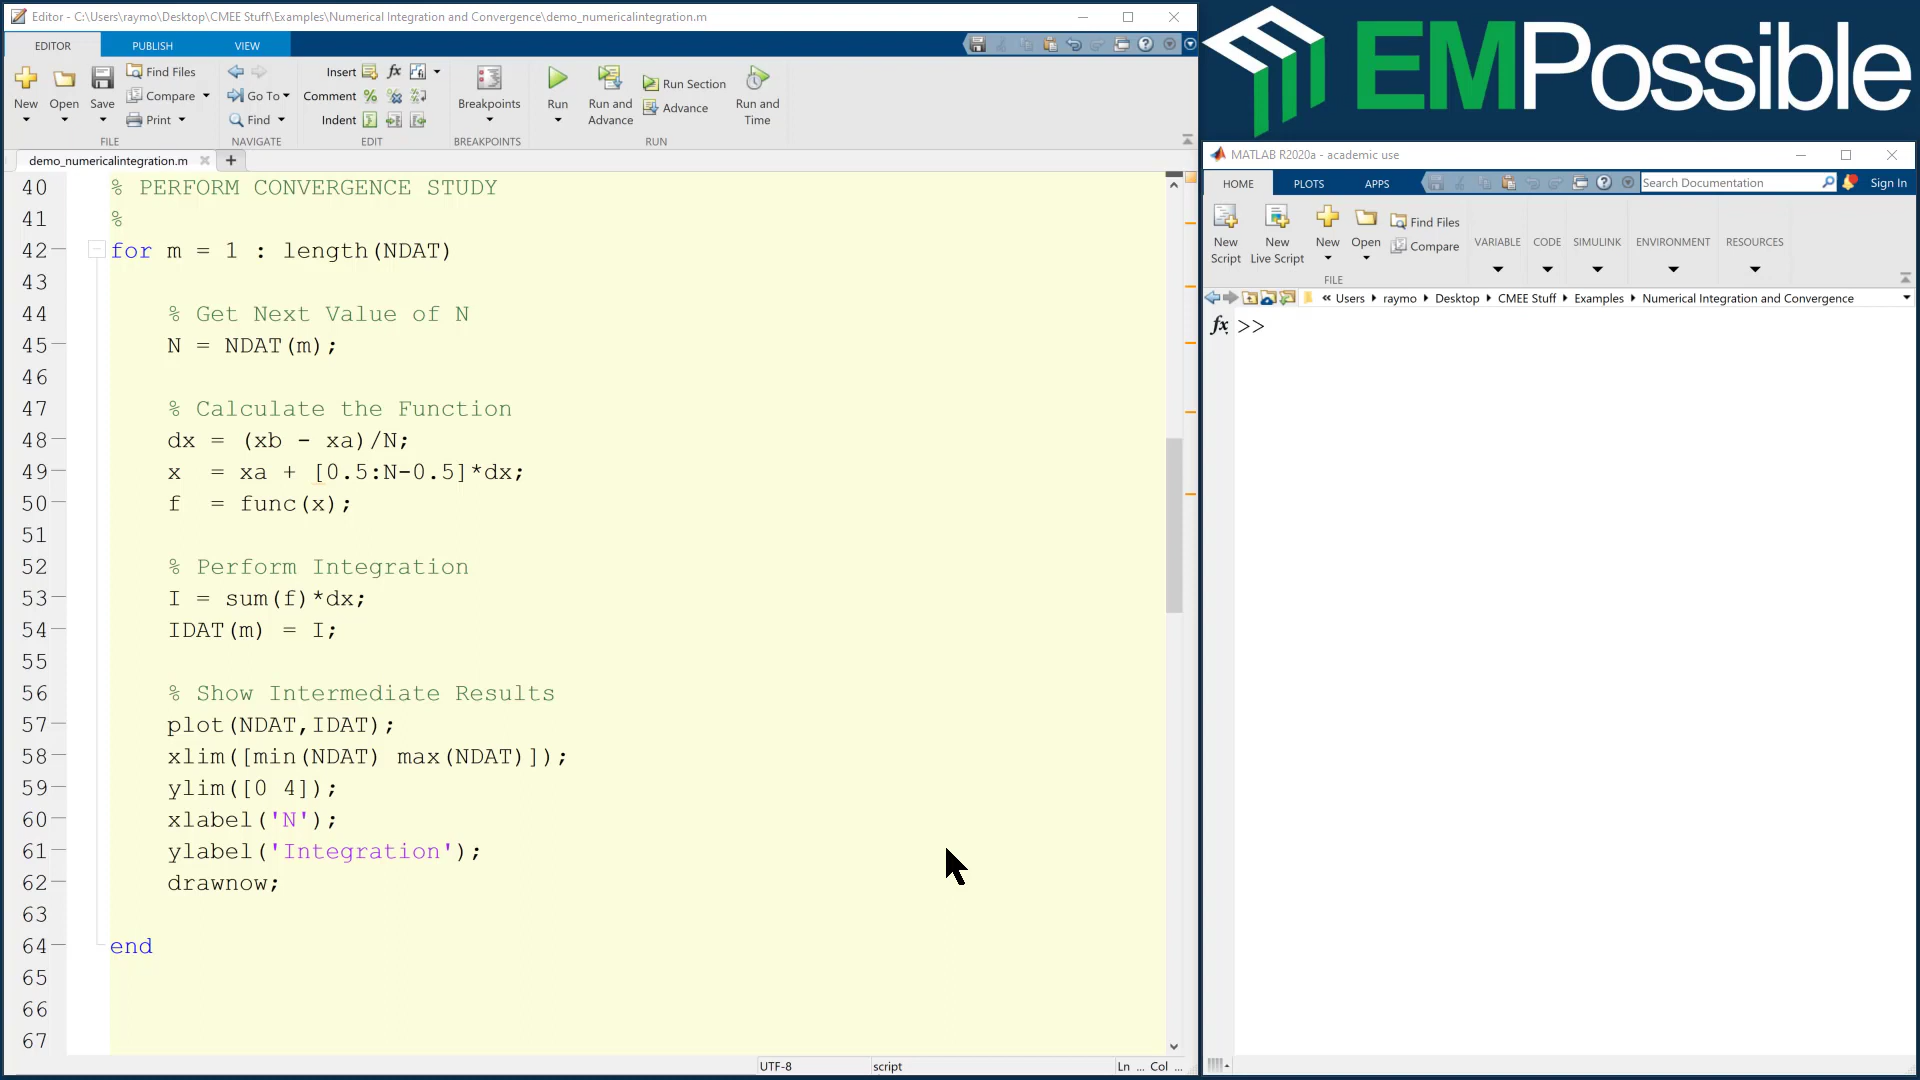 Editor - C:\Users\raymo\Desktop\CMEE Stuff\Examples\Numerical Integration and Convergence\demo_numericalintegration.m
EDITOR PUBLISH VIEW
New Open Save Find Files Compare Print
FILE
Go To Find
NAVIGATE
Insert fx
Comment % %
Indent
EDIT
Breakpoints
BREAKPOINTS
Run Run and Advance Run Section Advance Run and Time
RUN
demo_numericalintegration.m
40 % PERFORM CONVERGENCE STUDY
41 %
42 for m = 1 : length(NDAT)
43
44 % Get Next Value of N
45 N = NDAT(m);
46
47 % Calculate the Function
48 dx = (xb - xa)/N;
49 x = xa + [0.5:N-0.5]*dx;
50 f = func(x);
51
52 % Perform Integration
53 I = sum(f)*dx;
54 IDAT(m) = I;
55
56 % Show Intermediate Results
57 plot(NDAT,IDAT);
58 xlim([min(NDAT) max(NDAT)]);
59 ylim([0 4]);
60 xlabel('N');
61 ylabel('Integration');
62 drawnow;
63
64 end
65
66
67
UTF-8 script Ln ... Col ...
EMPossible
MATLAB R2020a - academic use
HOME PLOTS APPS Search Documentation Sign In
New Script New Live Script New Open Find Files Compare
FILE
VARIABLE CODE SIMULINK ENVIRONMENT RESOURCES
« Users raymo Desktop CMEE Stuff Examples Numerical Integration and Convergence
fx >>